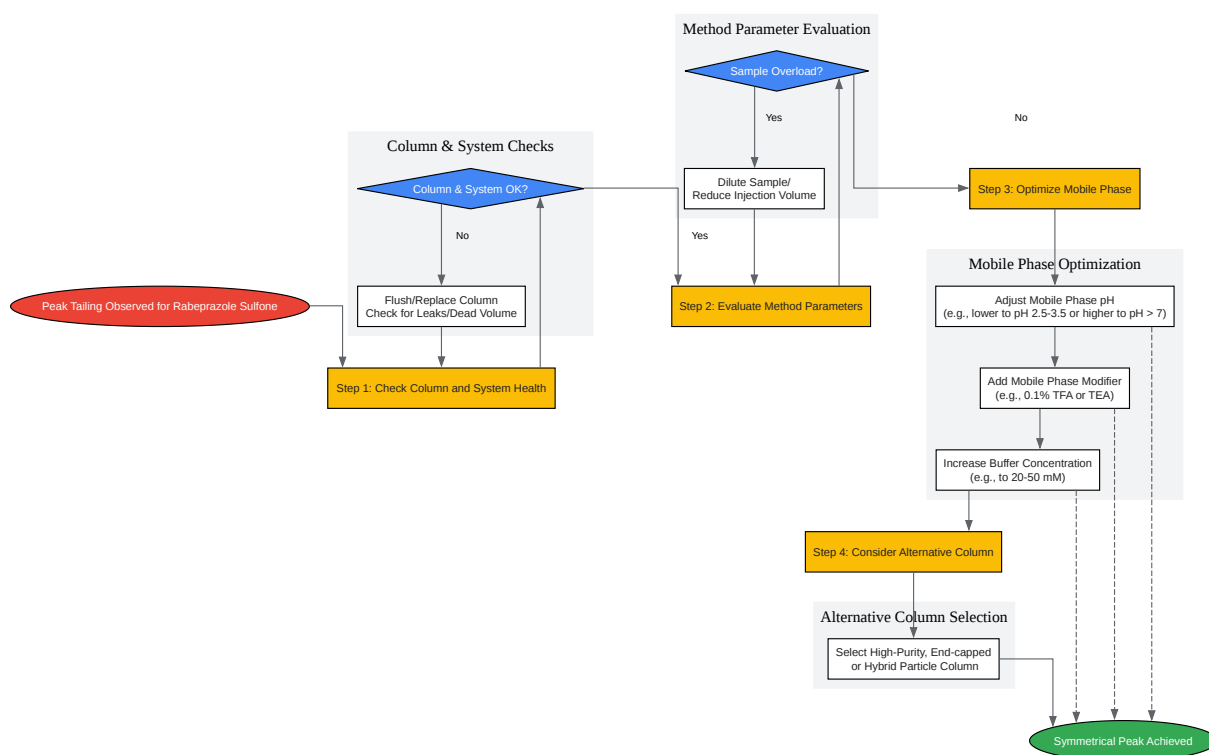 Method Parameter Evaluation
Sample Overload?
Yes
No
Dilute Sample/
Reduce Injection Volume
Column & System Checks
Column & System OK?
No
Yes
Step 3: Optimize Mobile Phase
Flush/Replace Column
Check for Leaks/Dead Volume
Peak Tailing Observed for Rabeprazole Sulfone
Step 1: Check Column and System Health
Step 2: Evaluate Method Parameters
Mobile Phase Optimization
Adjust Mobile Phase pH
(e.g., lower to pH 2.5-3.5 or higher to pH > 7)
Add Mobile Phase Modifier
(e.g., 0.1% TFA or TEA)
Increase Buffer Concentration
(e.g., to 20-50 mM)
Step 4: Consider Alternative Column
Alternative Column Selection
Select High-Purity, End-capped
or Hybrid Particle Column
Symmetrical Peak Achieved